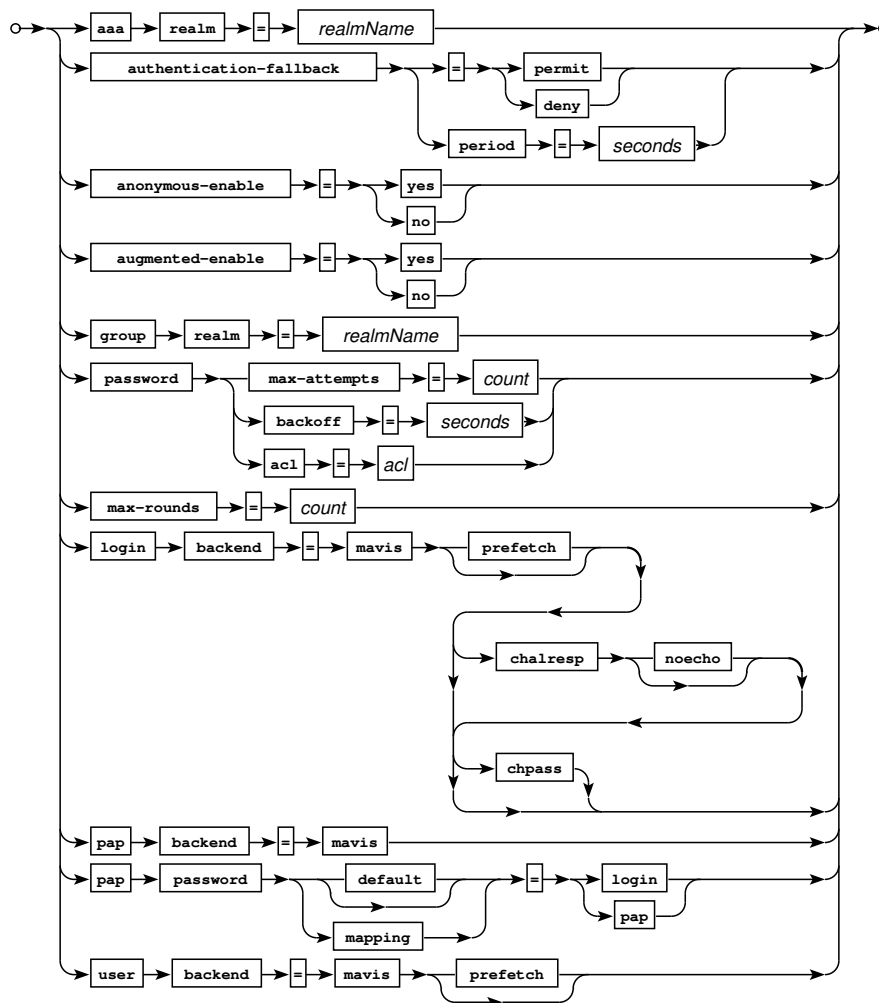 aaa realm = realmName
authentication-fallback = permit
deny
period = seconds
anonymous-enable = yes
no
augmented-enable = yes
no
group realm = realmName
password max-attempts = count
backoff = seconds
acl = acl
max-rounds = count
login backend = mavis prefetch
chalresp noecho
chpass
pap backend = mavis
pap password default = login
mapping pap
user backend = mavis prefetch